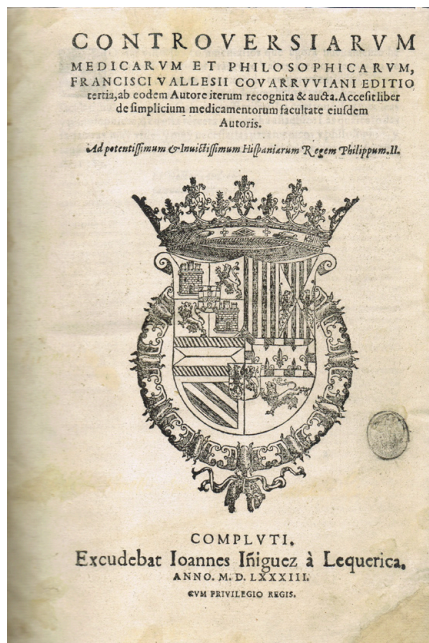 CONTROVERSIARVM
MEDICARVM ET PHILOSOPHICARVM,
FRANCISCI VALLESII COVARRVVIANI EDITIO
tertia, ab eodem Autore iterum recognita & aucta. Accesit liber
de simplicium medicamentorum facultate eiusdem
Autoris.
Ad potentissimum & Inuictissimum Hispaniarum Regem Philippum. II.
COMPLVTI.
Excudebat Ioannes Iñiguez à Lequerica.
ANNO. M. D. LXXXIII.
CVM PRIVILEGIO REGIS.